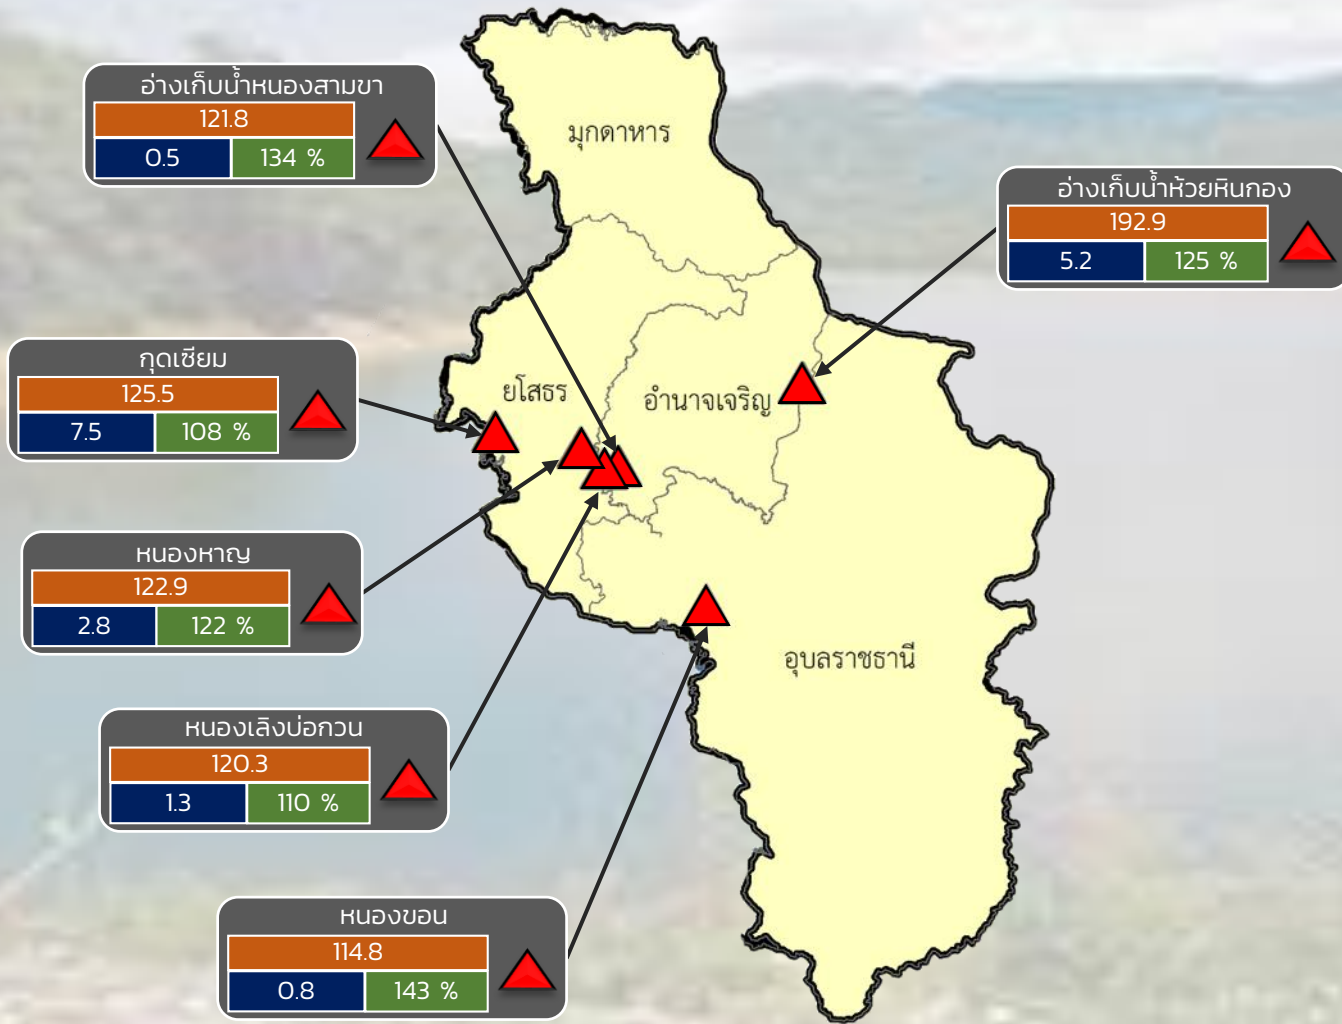 อ่างเก็บน้ำหนองสามขา
121.8
0.5 134 %
มุกดาหาร
อ่างเก็บน้ำห้วยหินกอง
192.9
5.2 125 %
กุดเซียม
125.5
7.5 108 %
ยโสธร
อำนาจเจริญ
หนองหาญ
122.9
2.8 122 %
อุบลราชธานี
หนองเลิงบ่อกวน
120.3
1.3 110 %
หนองขอน
114.8
0.8 143 %